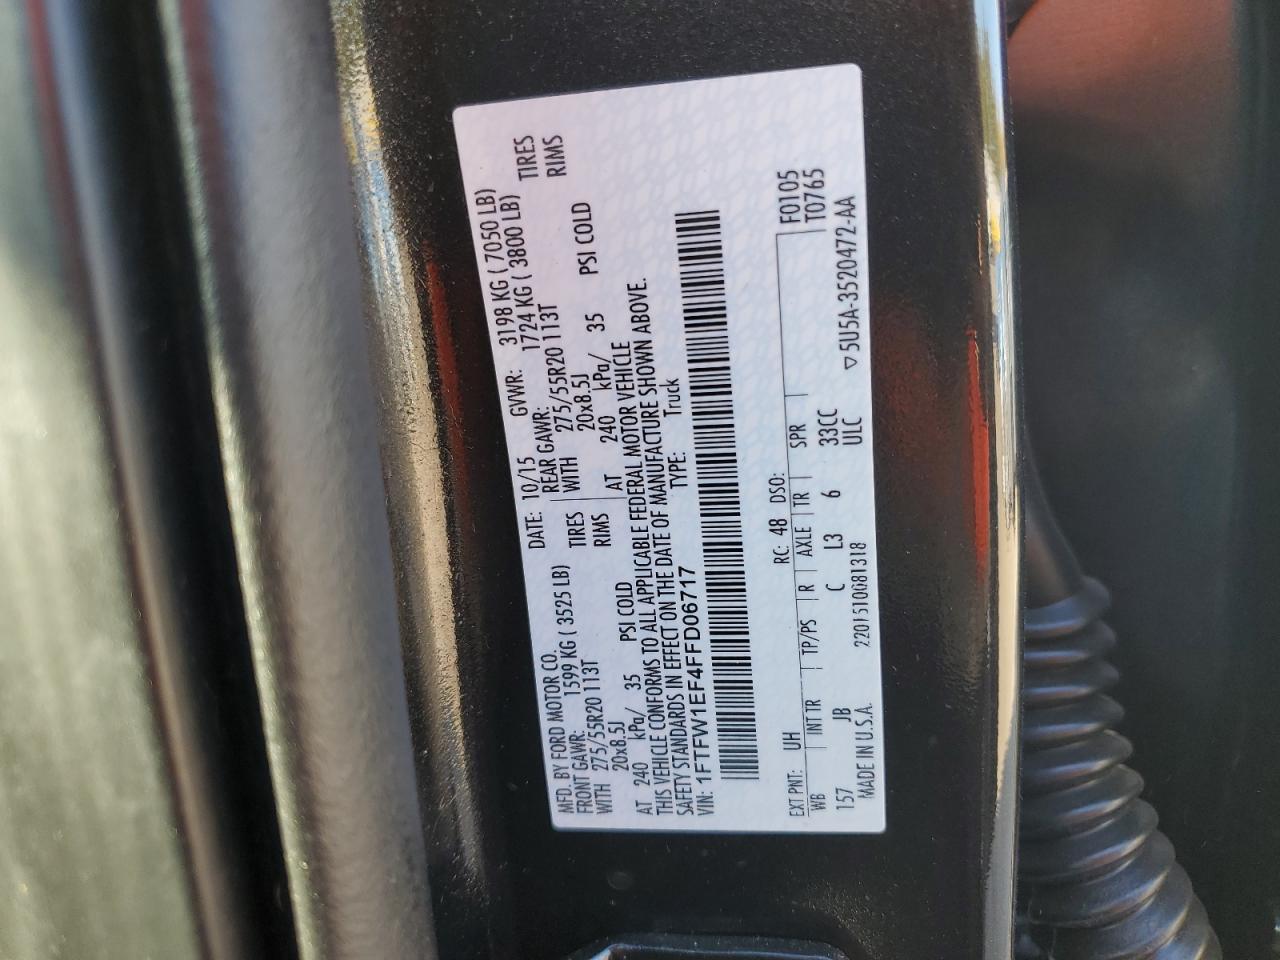 MFD. BY FORD MOTOR CO. DATE: 10/15 GVWR: 3198 KG ( 7050 LB)
FRONT GAWR: 1599 KG ( 3525 LB) REAR GAWR: 1724 KG ( 3800 LB)
WITH 275/55R20 113T TIRES WITH 275/55R20 113T TIRES
20x8.5J RIMS 20x8.5J RIMS
AT 240 kPa/ 35 PSI COLD AT 240 kPa/ 35 PSI COLD
THIS VEHICLE CONFORMS TO ALL APPLICABLE FEDERAL MOTOR VEHICLE
SAFETY STANDARDS IN EFFECT ON THE DATE OF MANUFACTURE SHOWN ABOVE.
VIN: 1FTFW1EF4FFD06717 TYPE: Truck
EXT PNT: UH RC: 48 DSO: F0105
WB INT TR TP/PS R AXLE TR SPR T0765
157 JB C L3 6 33CC
MADE IN U.S.A. 2201510681318 ULC ▽5U5A-3520472-AA